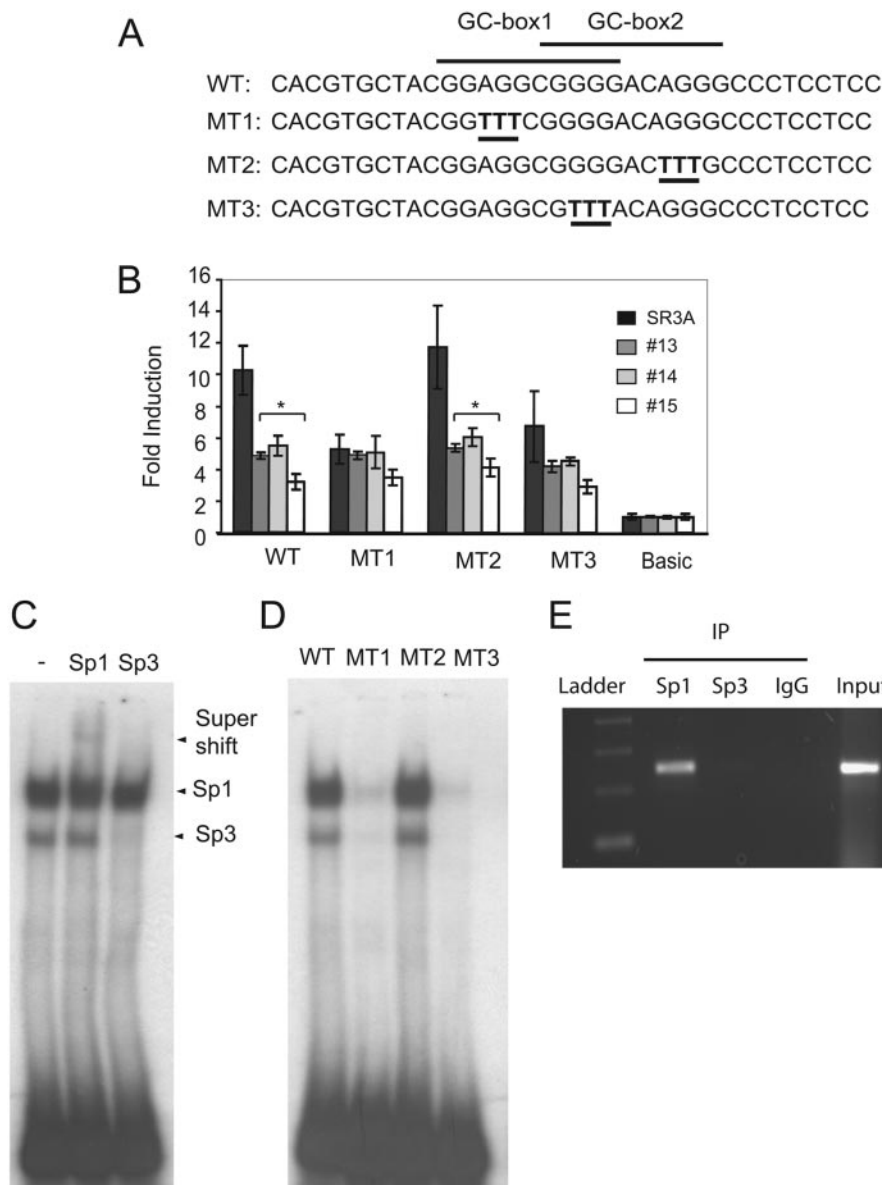 A
GC-box1 GC-box2
WT: CACGTGCTACGGAGGCGGGGACAGGGCCCTCCTCC
MT1: CACGTGCTACGGTTTCGGGGACAGGGCCCTCCTCC
MT2: CACGTGCTACGGAGGCGGGGACTTTGCCCTCCTCC
MT3: CACGTGCTACGGAGGCGTTTACAGGGCCCTCCTCC
B
Fold Induction
16
14
12
10
8
6
4
2
0
* *
SR3A
#13
#14
#15
WT MT1 MT2 MT3 Basic
C
- Sp1 Sp3
Super
shift
Sp1
Sp3
D
WT MT1 MT2 MT3
E
IP
Ladder Sp1 Sp3 IgG Input